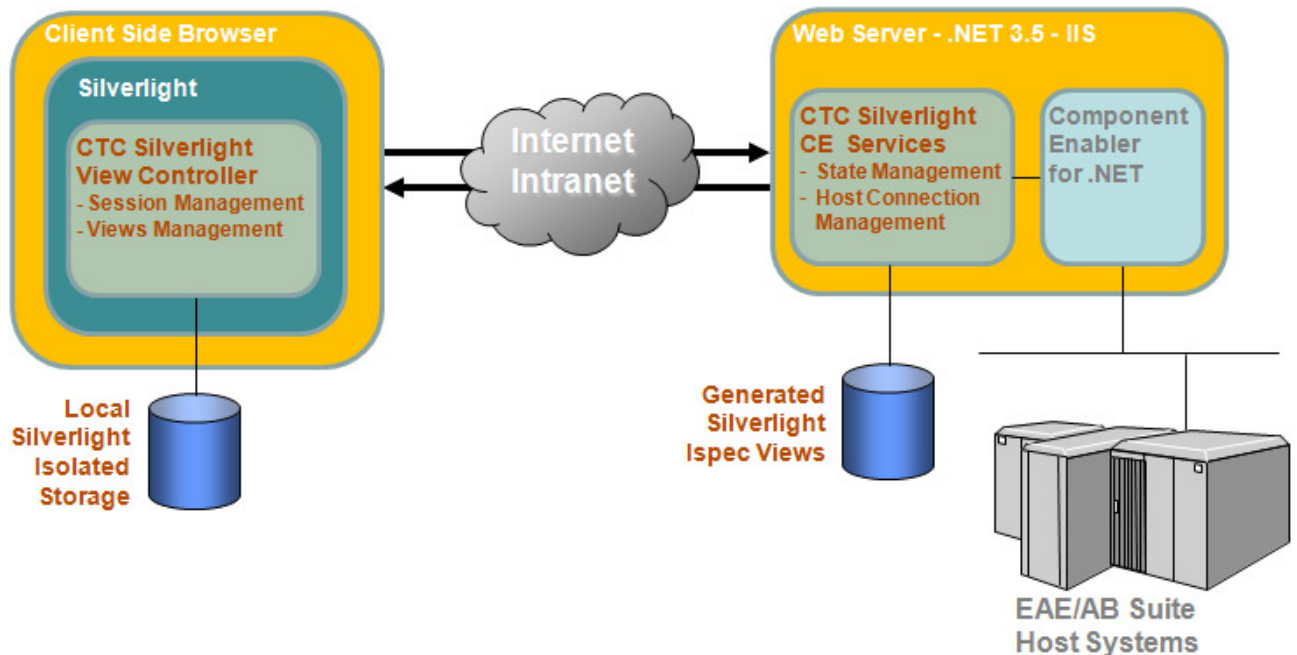 Client Side Browser
Silverlight
CTC Silverlight
View Controller
- Session Management
- Views Management
Local
Silverlight
Isolated
Storage
Internet
Intranet
Web Server - .NET 3.5 - IIS
CTC Silverlight
CE Services
- State Management
- Host Connection
Management
Component
Enabler
for .NET
Generated
Silverlight
Ispec Views
EAE/AB Suite
Host Systems